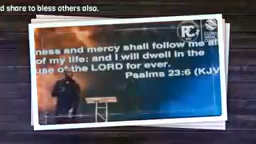 d share to bless others also.
ness and mercy shall follow me al
of my life: and I will dwell in the
use of the LORD for ever.
Psalms 23:6 (KJV